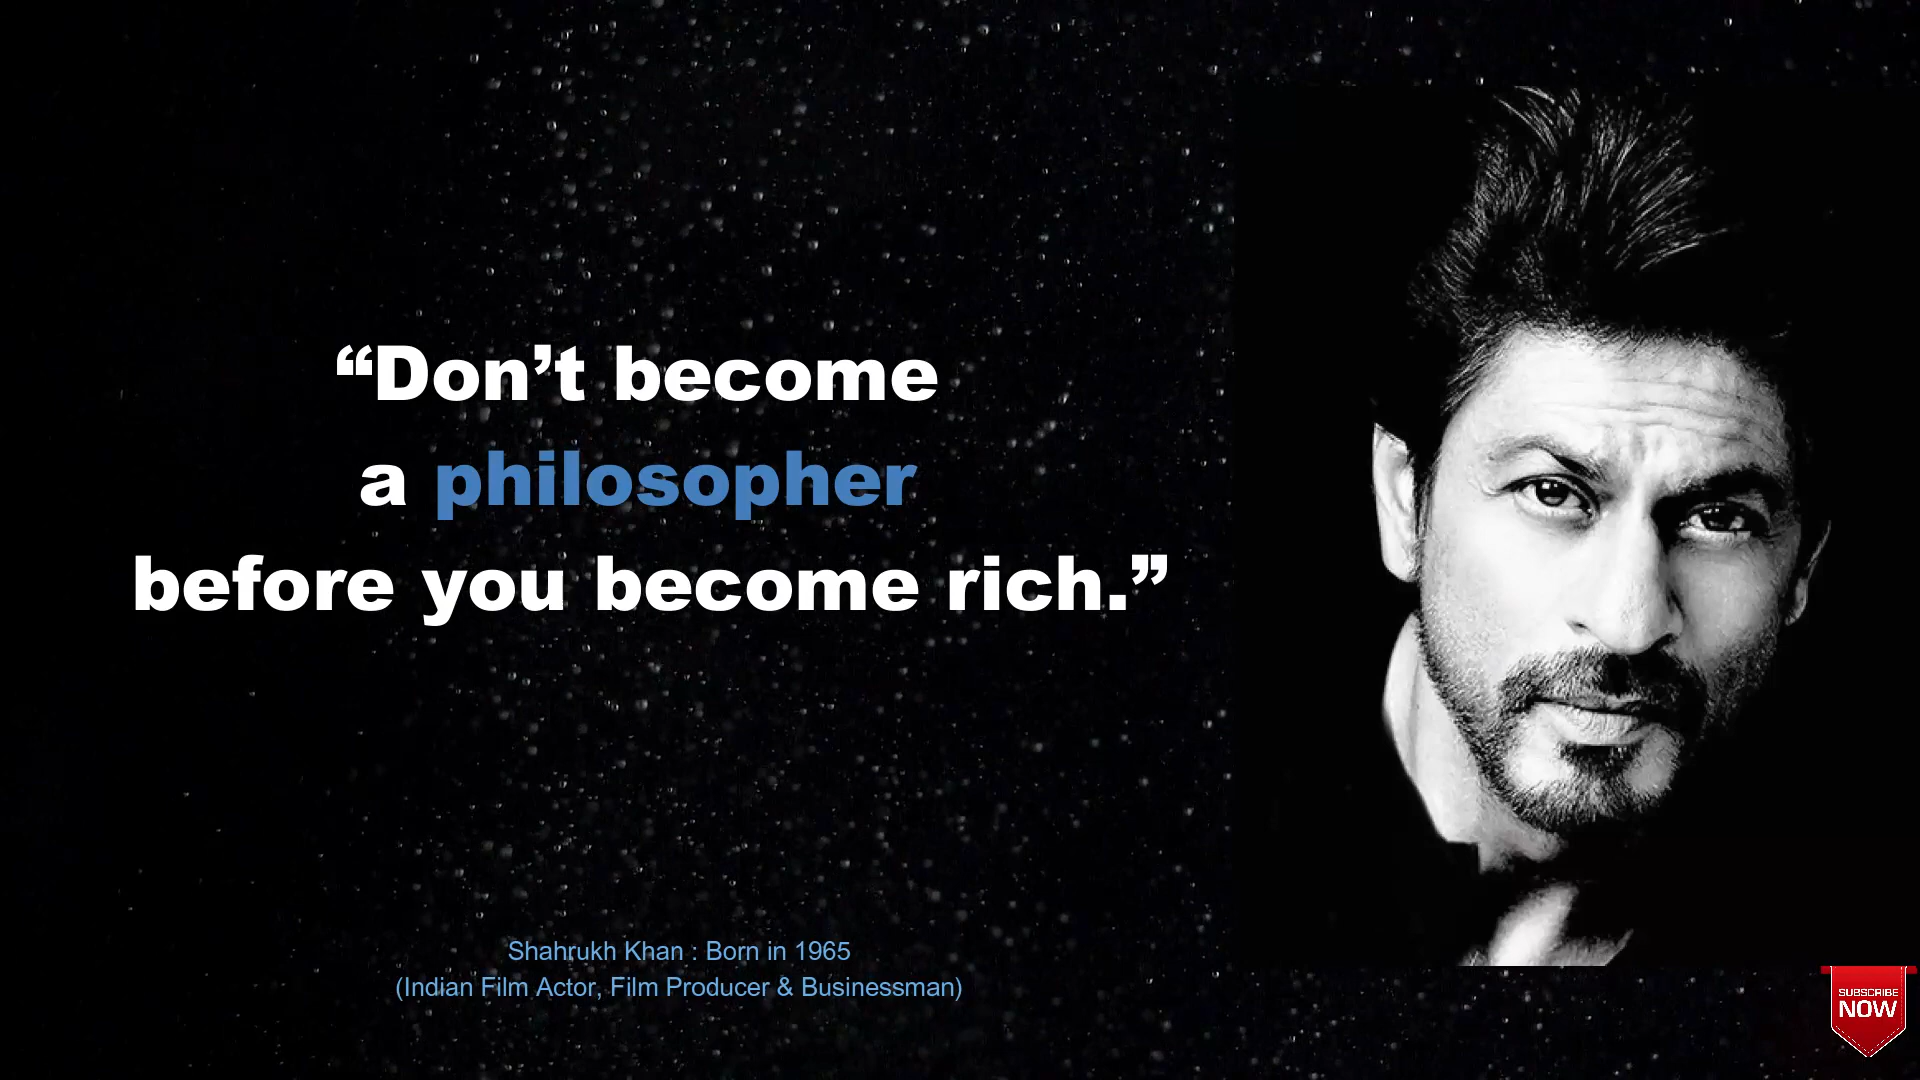 “Don’t become
a philosopher
before you become rich.”
Shahrukh Khan : Born in 1965
(Indian Film Actor, Film Producer & Businessman)
SUBSCRIBE
NOW